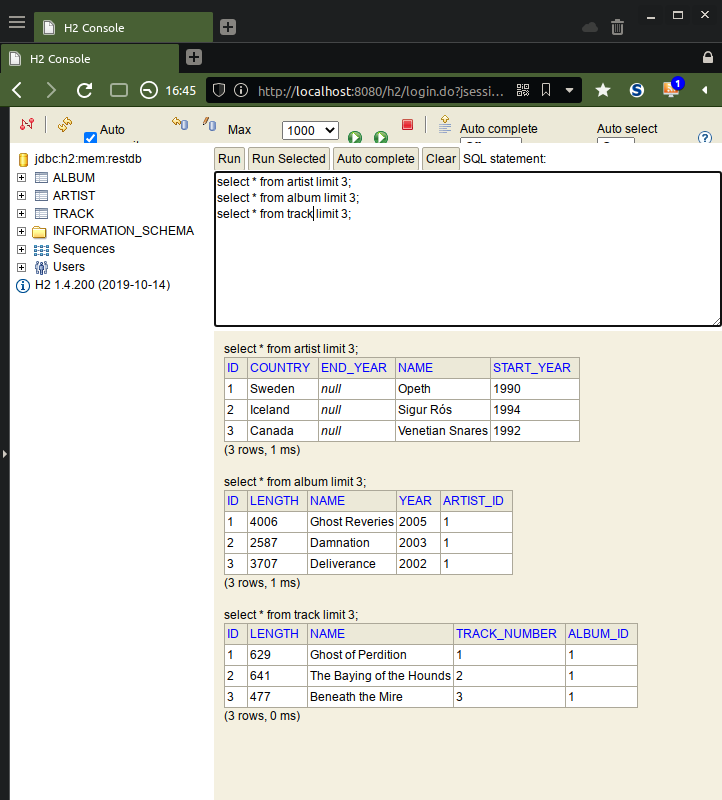 H2 Console
H2 Console
16:45 http://localhost:8080/h2/login.do?jsessi... 1
Auto Max 1000 Auto complete Auto select
jdbc:h2:mem:restdb
ALBUM
ARTIST
TRACK
INFORMATION_SCHEMA
Sequences
Users
H2 1.4.200 (2019-10-14)
Run Run Selected Auto complete Clear SQL statement:
select * from artist limit 3;
select * from album limit 3;
select * from track limit 3;
select * from artist limit 3;
ID COUNTRY END_YEAR NAME START_YEAR
1 Sweden null Opeth 1990
2 Iceland null Sigur Rós 1994
3 Canada null Venetian Snares 1992
(3 rows, 1 ms)
select * from album limit 3;
ID LENGTH NAME YEAR ARTIST_ID
1 4006 Ghost Reveries 2005 1
2 2587 Damnation 2003 1
3 3707 Deliverance 2002 1
(3 rows, 1 ms)
select * from track limit 3;
ID LENGTH NAME TRACK_NUMBER ALBUM_ID
1 629 Ghost of Perdition 1 1
2 641 The Baying of the Hounds 2 1
3 477 Beneath the Mire 3 1
(3 rows, 0 ms)